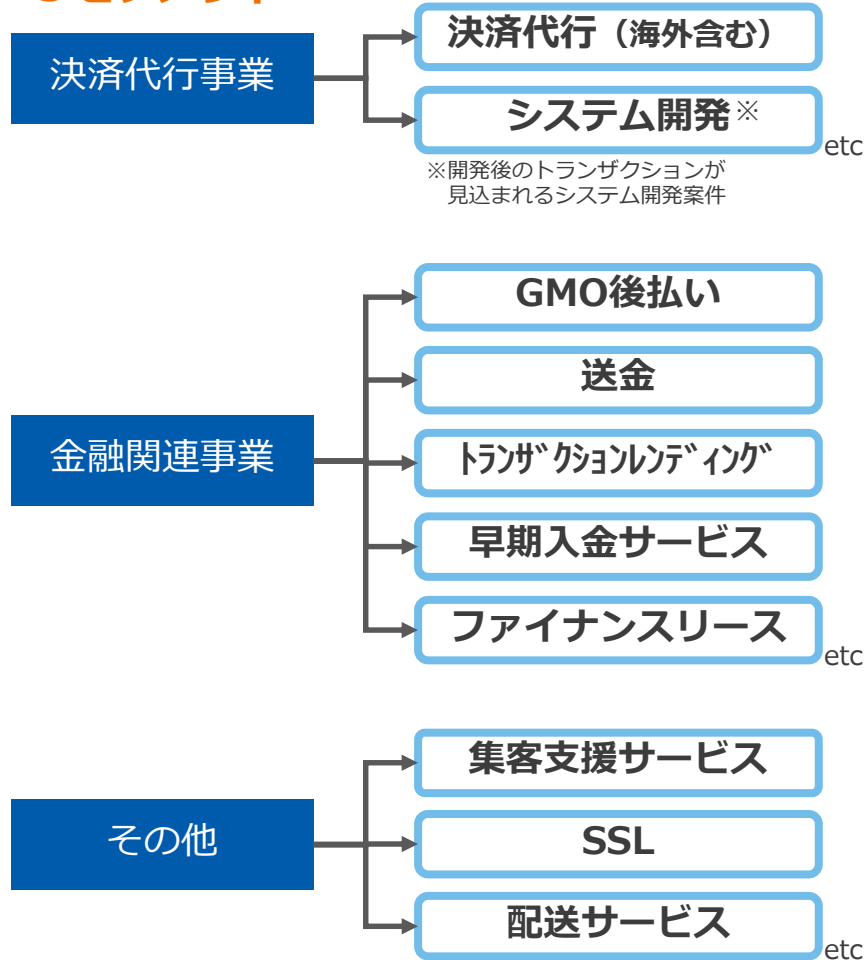 決済代行事業
決済代行（海外含む）
システム開発※
etc
※開発後のトランザクションが
見込まれるシステム開発案件
金融関連事業
GMO後払い
送金
ﾄﾗﾝｻﾞｸｼｮﾝﾚﾝﾃﾞｨﾝｸﾞ
早期入金サービス
ファイナンスリース
etc
その他
集客支援サービス
SSL
配送サービス
etc